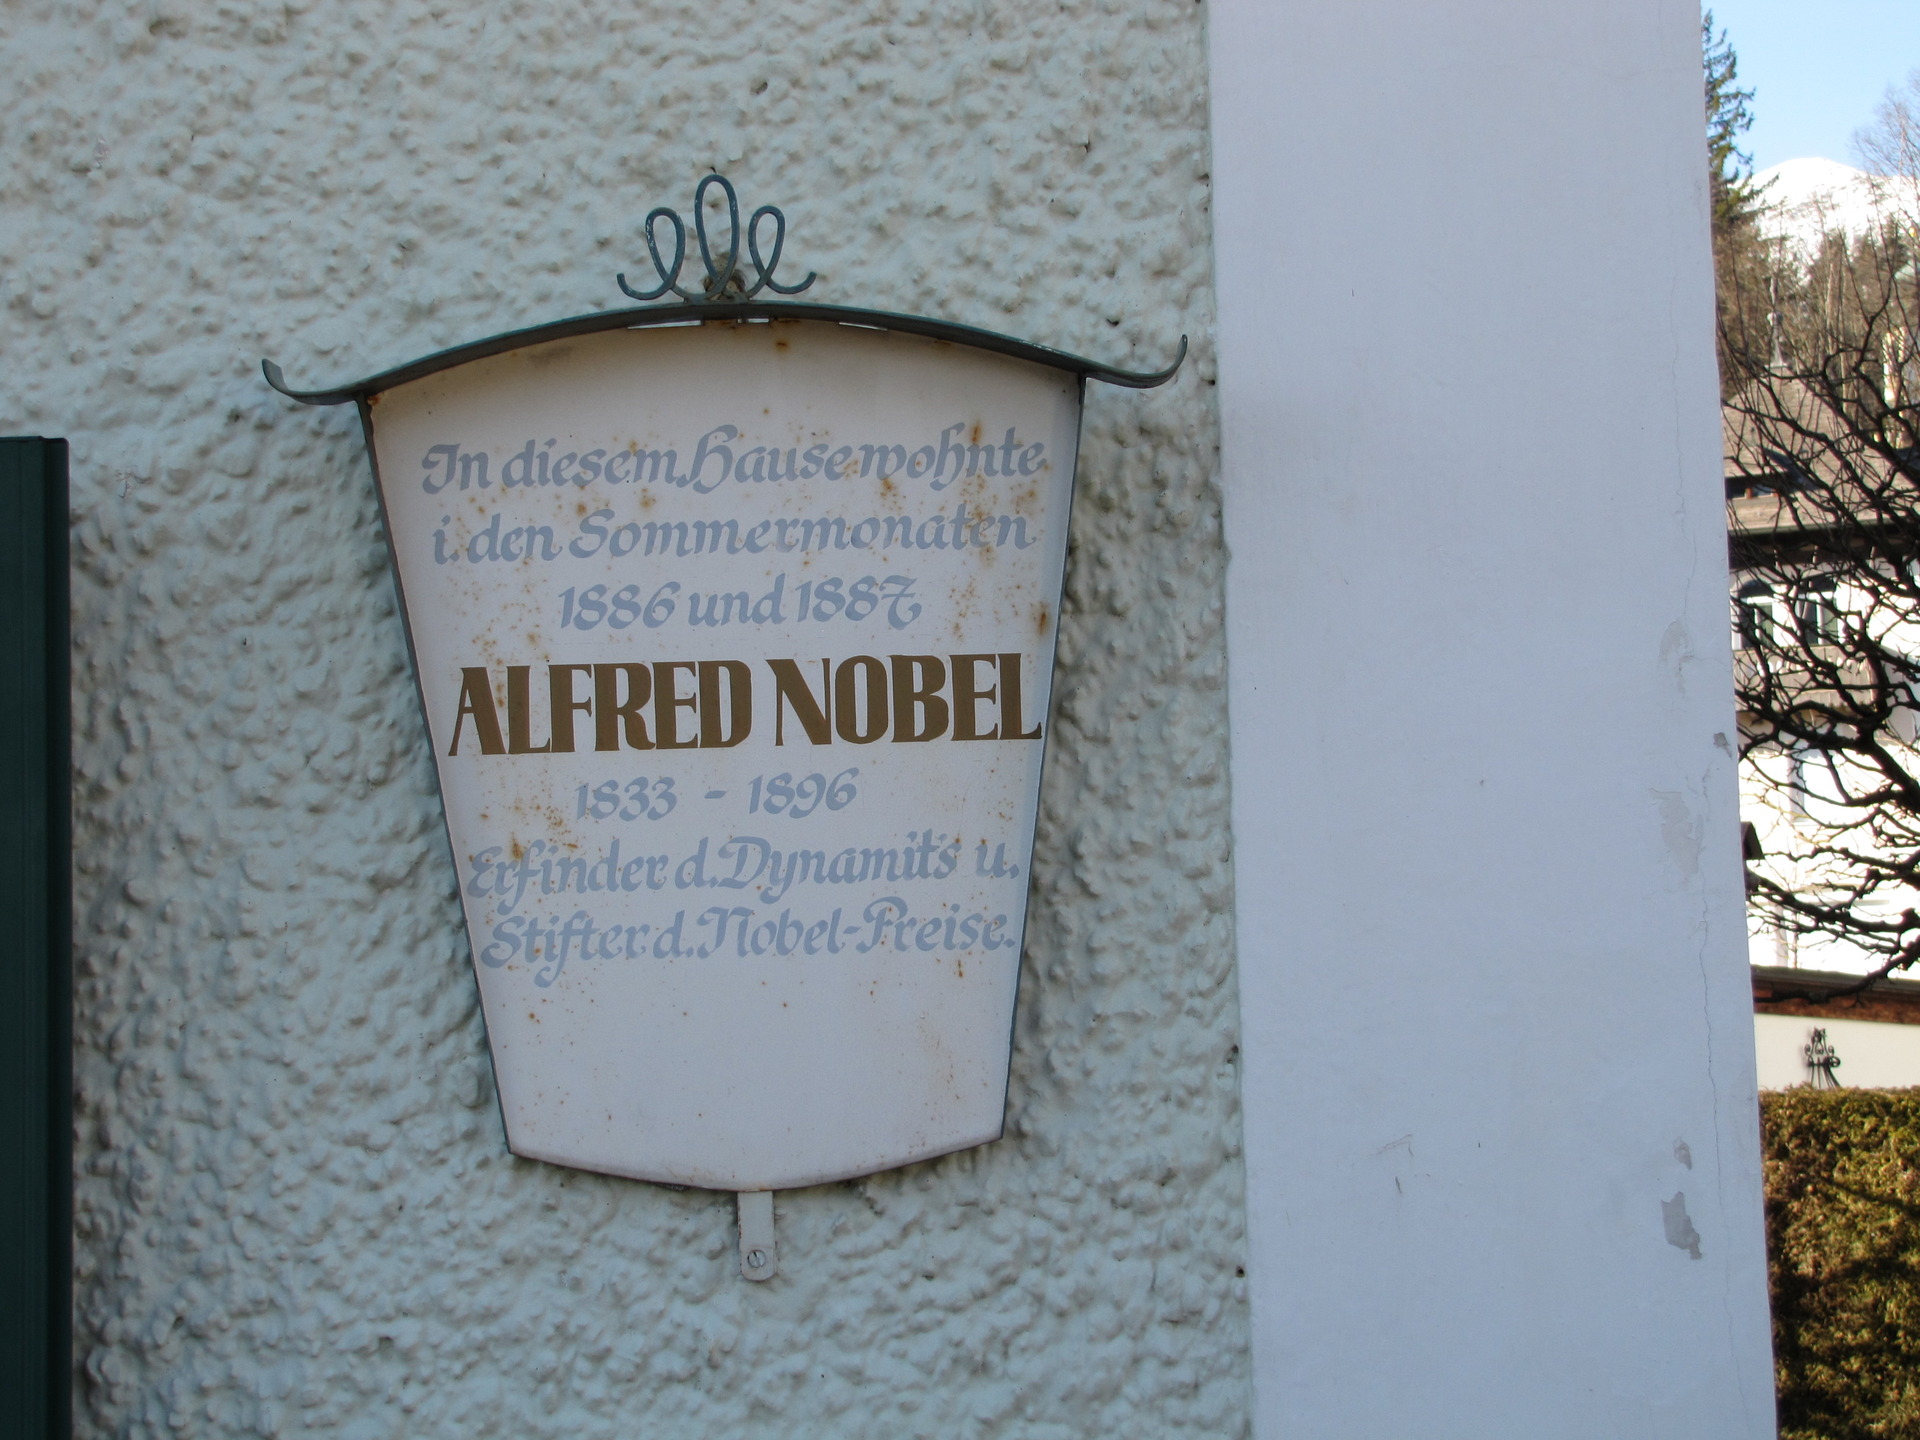 In diesem Hause wohnte
i. den Sommermonaten
1886 und 1887
ALFRED NOBEL
1833 - 1896
Erfinder d. Dynamit's u.
Stifter d. Nobel-Preise.